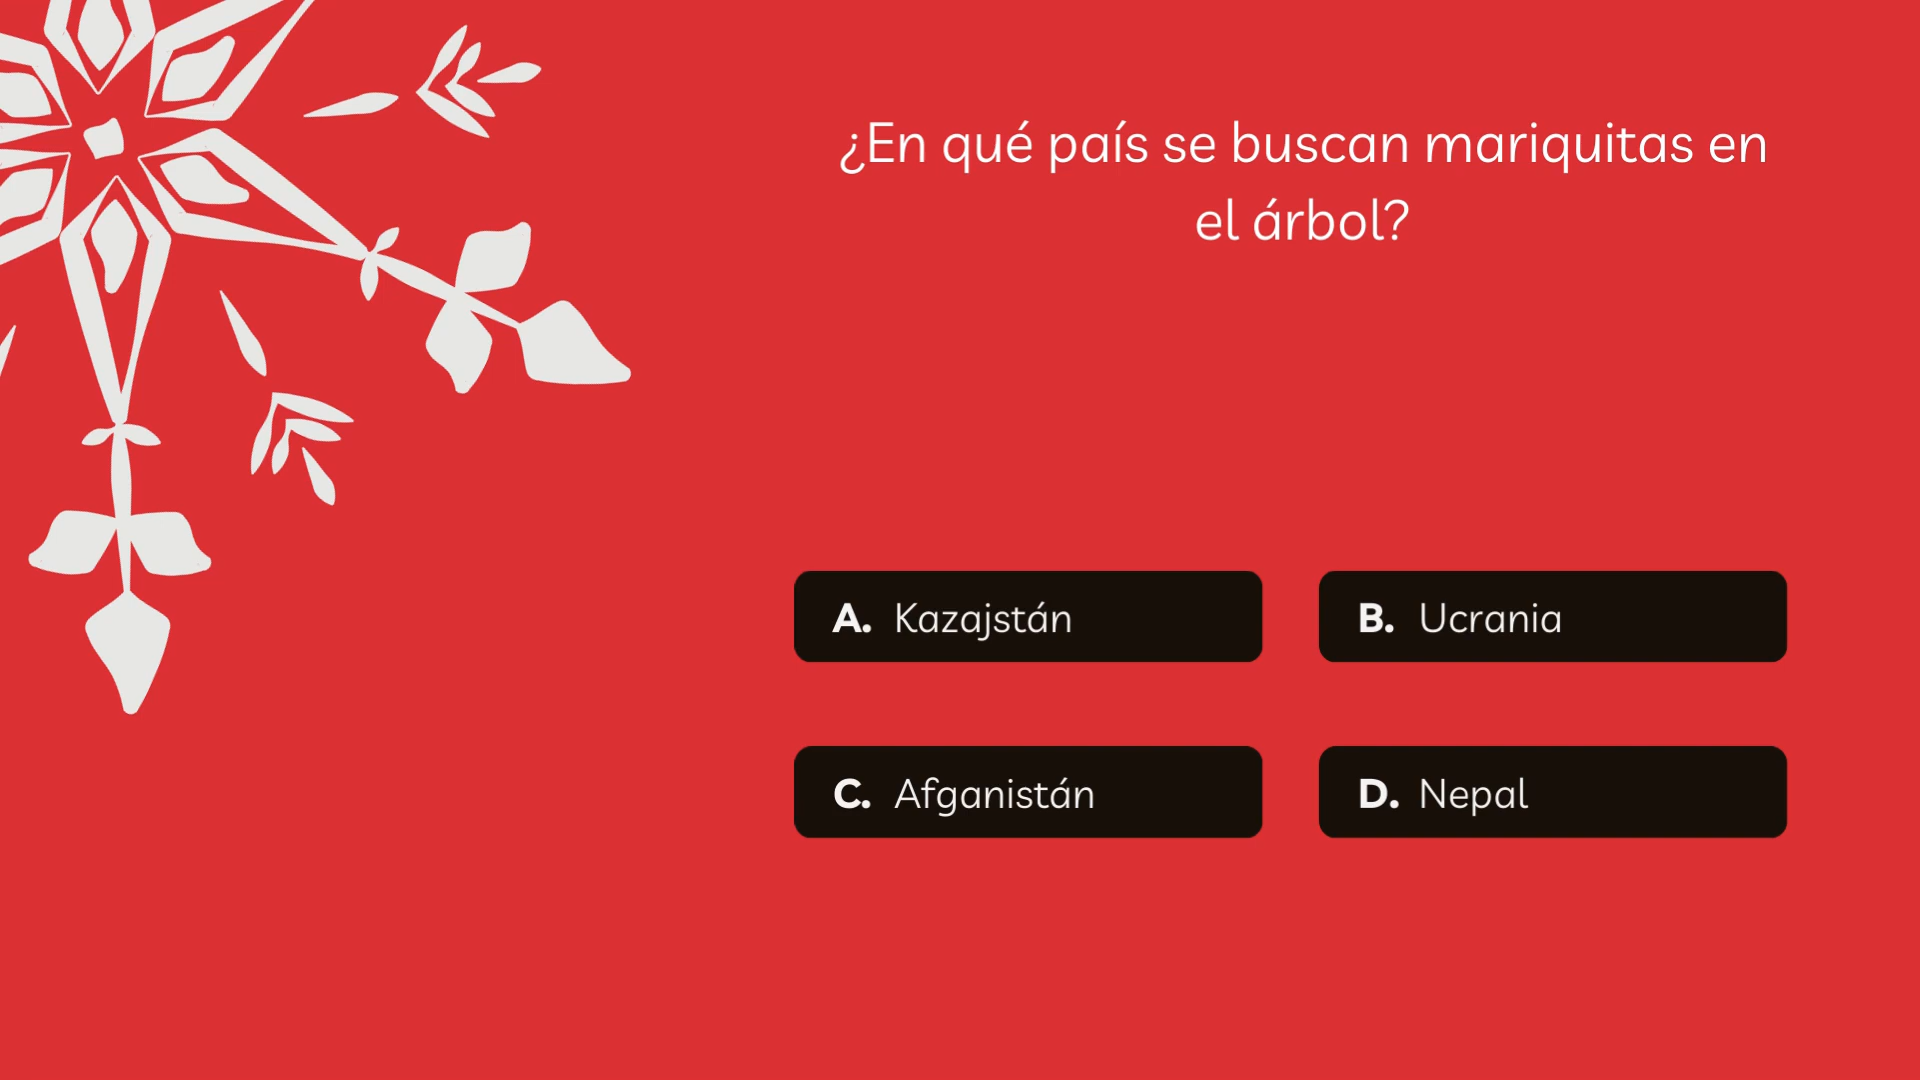 ¿En qué país se buscan mariquitas en
el árbol?
A. Kazajstán
B. Ucrania
C. Afganistán
D. Nepal